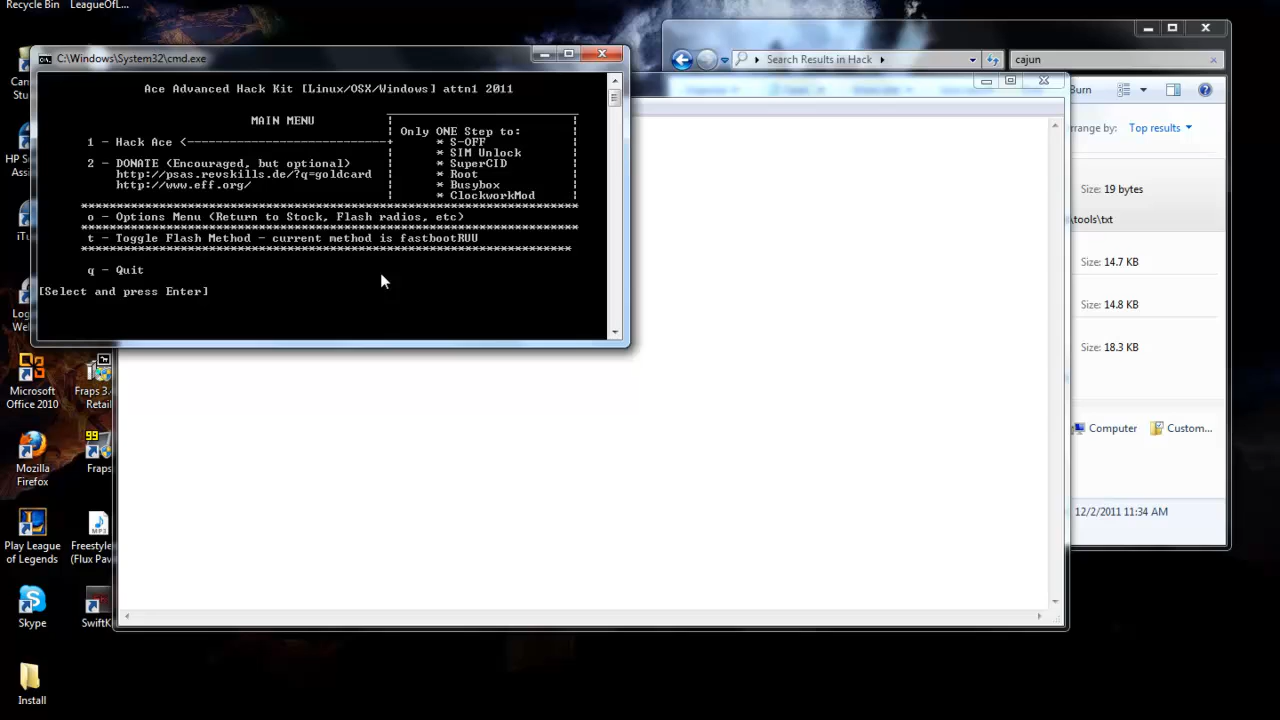 Recycle Bin
LeagueOfL...
C:\Windows\System32\cmd.exe
Ace Advanced Hack Kit [Linux/OSX/Windows] attn1 2011
MAIN MENU
Only ONE Step to:
1 - Hack Ace <-----------------------------+
* S-OFF
* SIM Unlock
2 - DONATE (Encouraged, but optional)
* SuperCID
http://psas.revskills.de/?q=goldcard
* Root
http://www.eff.org/
* Busybox
* ClockworkMod
o - Options Menu (Return to Stock, Flash radios, etc)
t - Toggle Flash Method - current method is fastbootRUU
q - Quit
[Select and press Enter]
Search Results in Hack
cajun
Burn
range by: Top results
Size: 19 bytes
\tools\txt
Size: 14.7 KB
Size: 14.8 KB
Size: 18.3 KB
Computer
Custom...
12/2/2011 11:34 AM
Microsoft
Office 2010
Fraps 3.
Retail
Mozilla
Firefox
Fraps
Play League
of Legends
Freestyle
(Flux Pav
Skype
SwiftK
Install